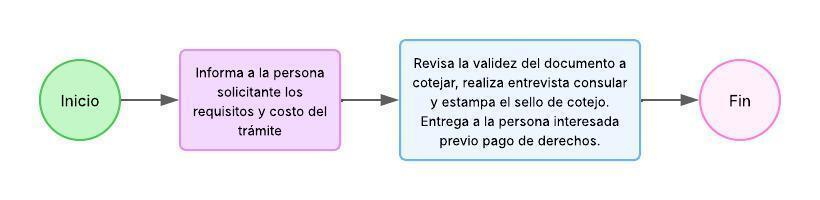 Inicio
Informa a la persona
solicitante los
requisitos y costo del
trámite
Revisa la validez del documento a
cotejar, realiza entrevista consular
y estampa el sello de cotejo.
Entrega a la persona interesada
previo pago de derechos.
Fin